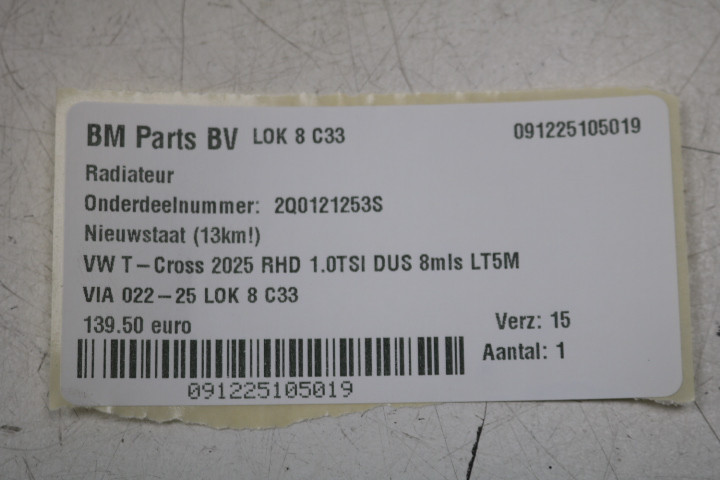 BM Parts BV LOK 8 C33 091225105019
Radiateur
Onderdeelnummer: 2Q0121253S
Nieuwstaat (13km!)
VW T-Cross 2025 RHD 1.0TSI DUS 8mls LT5M
VIA 022-25 LOK 8 C33
139.50 euro Verz: 15
Aantal: 1
091225105019